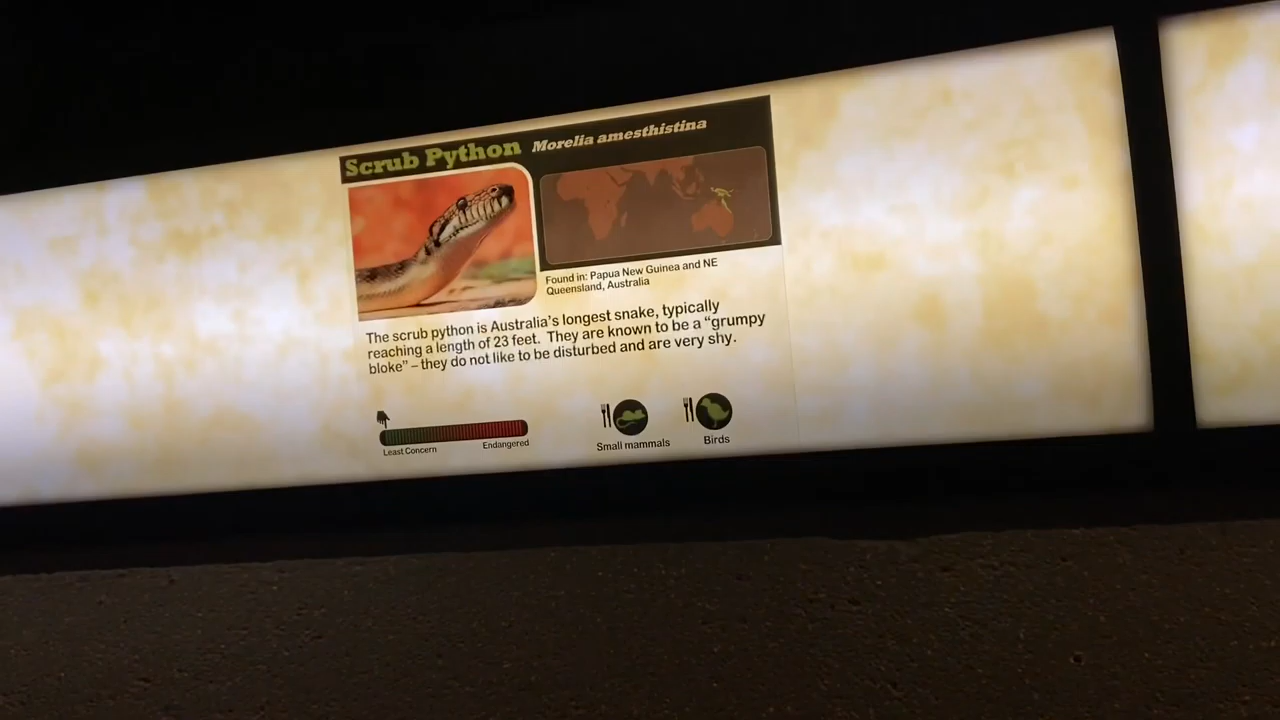 Scrub Python Morelia amesthistina
Found in: Papua New Guinea and NE
Queensland, Australia
The scrub python is Australia's longest snake, typically
reaching a length of 23 feet. They are known to be a “grumpy
bloke” – they do not like to be disturbed and are very shy.
Least Concern Endangered
Small mammals Birds